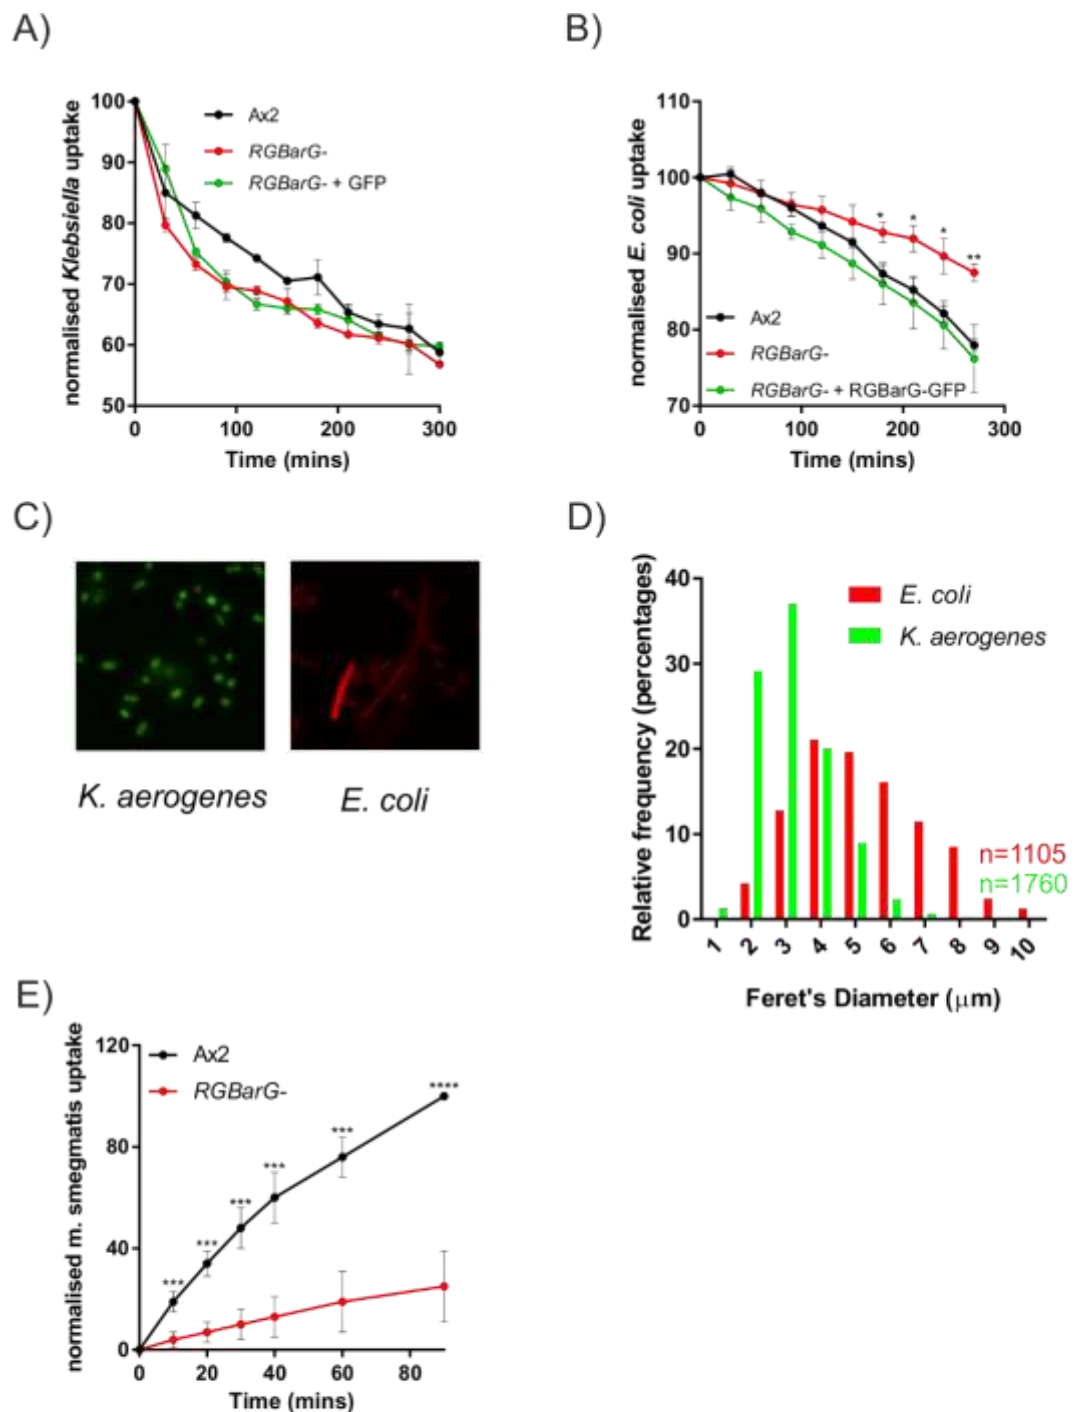 A)
normalised Klebsiella uptake
100
90
80
70
60
50
0
100
200
300
Time (mins)
Ax2
RGBarG-
RGBarG- + GFP
B)
normalised E. coli uptake
110
100
90
80
70
0
100
200
300
Time (mins)
* * * **
Ax2
RGBarG-
RGBarG- + RGBarG-GFP
C)
K. aerogenes
E. coli
D)
Relative frequency (percentages)
40
30
20
10
0
E. coli
K. aerogenes
n=1105
n=1760
1 2 3 4 5 6 7 8 9 10
Feret's Diameter (μm)
E)
normalised m. smegmatis uptake
120
80
40
0
Ax2
RGBarG-
*** *** *** *** *** ****
0 20 40 60 80
Time (mins)